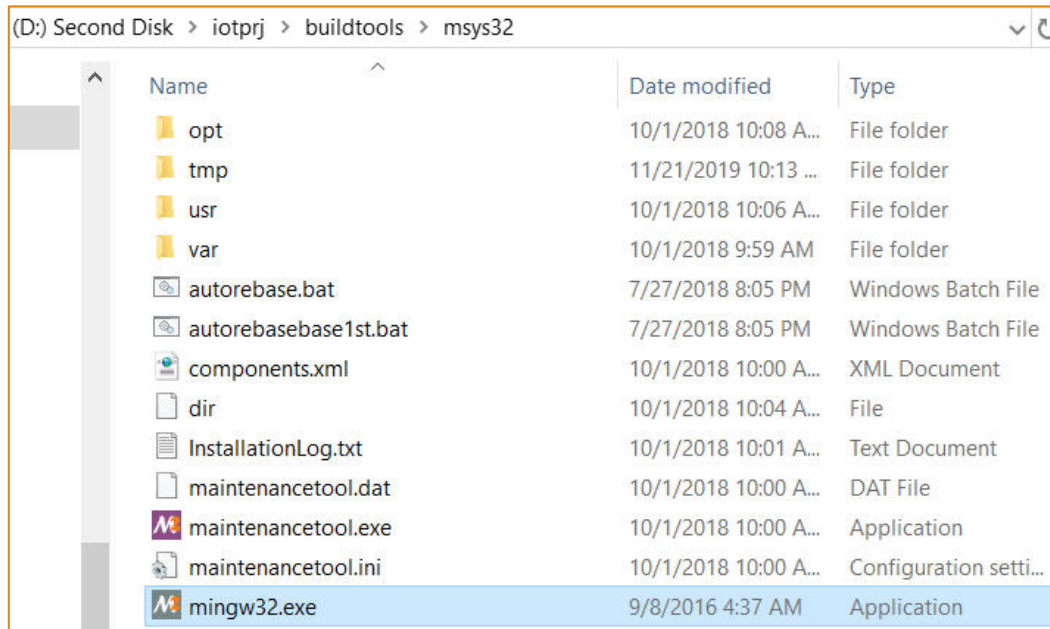 (D:) Second Disk > iotprj > buildtools > msys32
Name Date modified Type
opt 10/1/2018 10:08 A... File folder
tmp 11/21/2019 10:13 ... File folder
usr 10/1/2018 10:06 A... File folder
var 10/1/2018 9:59 AM File folder
autorebase.bat 7/27/2018 8:05 PM Windows Batch File
autorebasebase1st.bat 7/27/2018 8:05 PM Windows Batch File
components.xml 10/1/2018 10:00 A... XML Document
dir 10/1/2018 10:04 A... File
InstallationLog.txt 10/1/2018 10:01 A... Text Document
maintenancetool.dat 10/1/2018 10:00 A... DAT File
maintenancetool.exe 10/1/2018 10:00 A... Application
maintenancetool.ini 10/1/2018 10:00 A... Configuration setti...
mingw32.exe 9/8/2016 4:37 AM Application